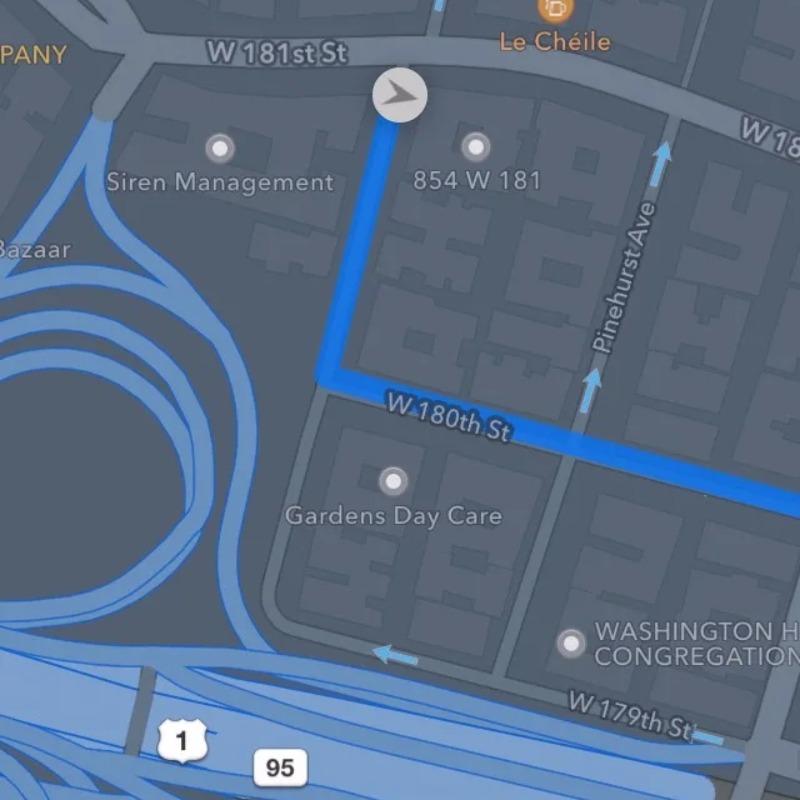 W 181st St
Le Chéile
PANY
W 18
Siren Management
854 W 181
Bazaar
Pinehurst Ave
W 180th St
Gardens Day Care
WASHINGTON H
CONGREGATION
W 179th St
1
95